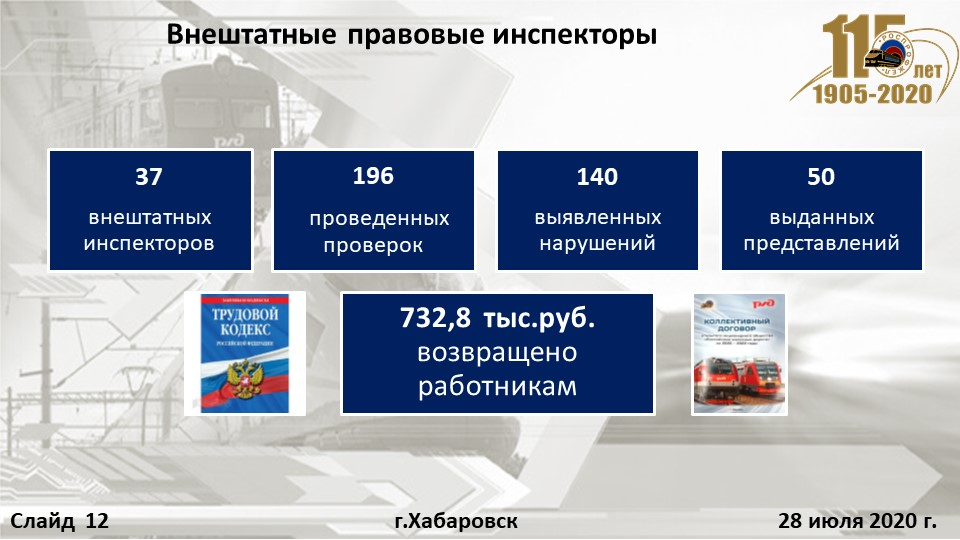 Внештатные правовые инспекторы
115 лет
РОСПРОФЖЕЛ
1905-2020
37
внештатных
инспекторов
196
проведенных
проверок
140
выявленных
нарушений
50
выданных
представлений
ТРУДОВОЙ
КОДЕКС
РОССИЙСКОЙ ФЕДЕРАЦИИ
732,8 тыс.руб.
возвращено
работникам
РЖД
КОЛЛЕКТИВНЫЙ
ДОГОВОР
Слайд 12
г.Хабаровск
28 июля 2020 г.